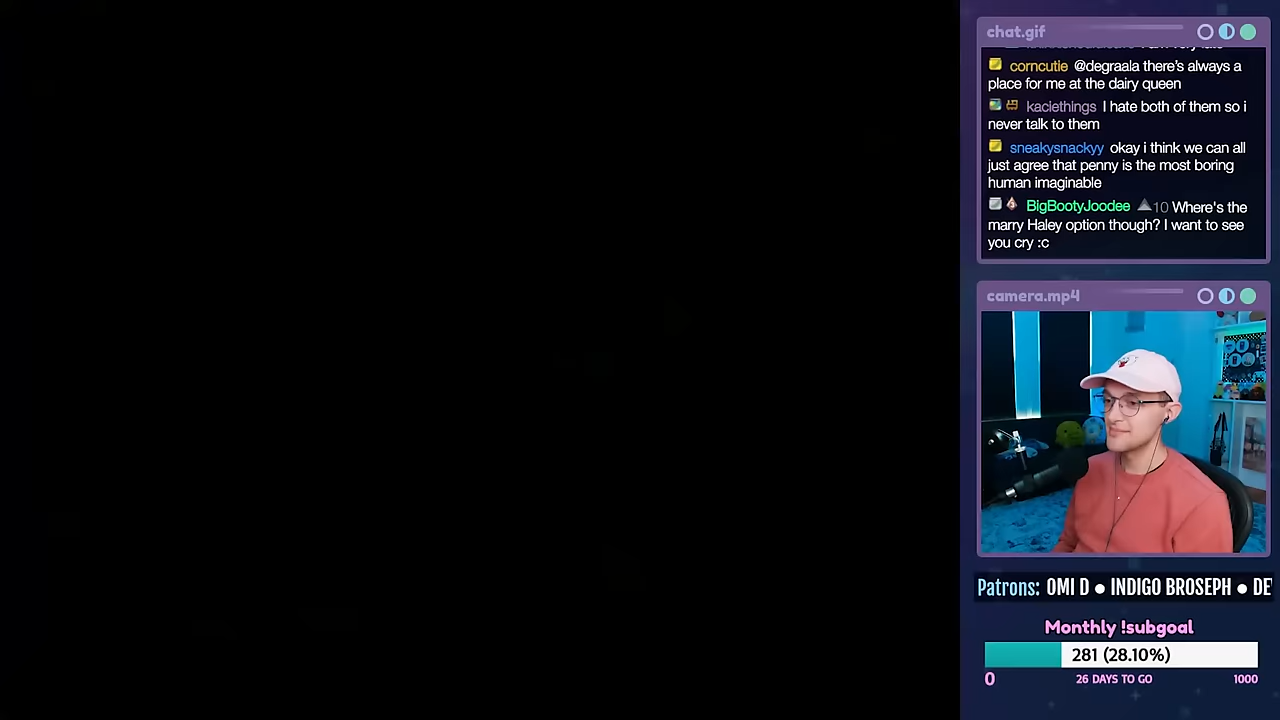 chat.gif
corncutie @degraala there's always a
place for me at the dairy queen
kaclethings I hate both of them so i
never talk to them
sneakysnackyy okay i think we can all
just agree that penny is the most boring
human imaginable
BigBootyJoodee 10 Where's the
marry Haley option though? I want to see
you cry :c
camera.mp4
Patrons: OMI D ● INDIGO BROSEPH ● DE
Monthly !subgoal
281 (28.10%)
0 26 DAYS TO GO 1000